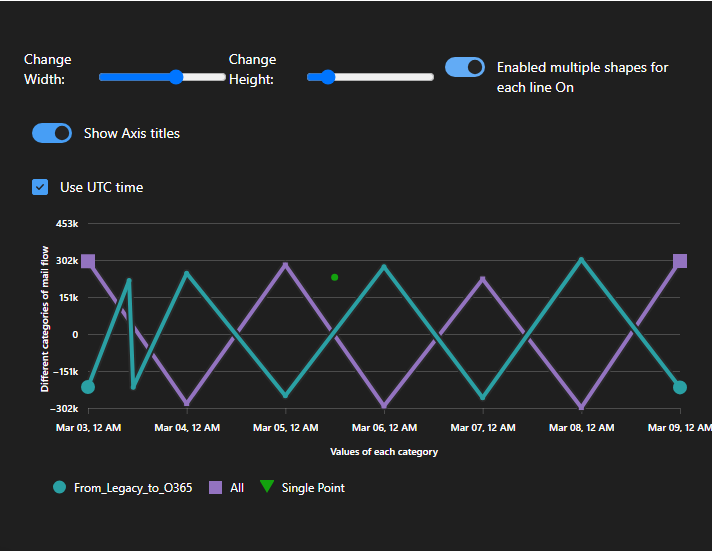 Change Width:
Change Height:
Enabled multiple shapes for each line On
Show Axis titles
Use UTC time
Different categories of mail flow
453k
302k
151k
0
−151k
−302k
Mar 03, 12 AM
Mar 04, 12 AM
Mar 05, 12 AM
Mar 06, 12 AM
Mar 07, 12 AM
Mar 08, 12 AM
Mar 09, 12 AM
Values of each category
From_Legacy_to_O365
All
Single Point